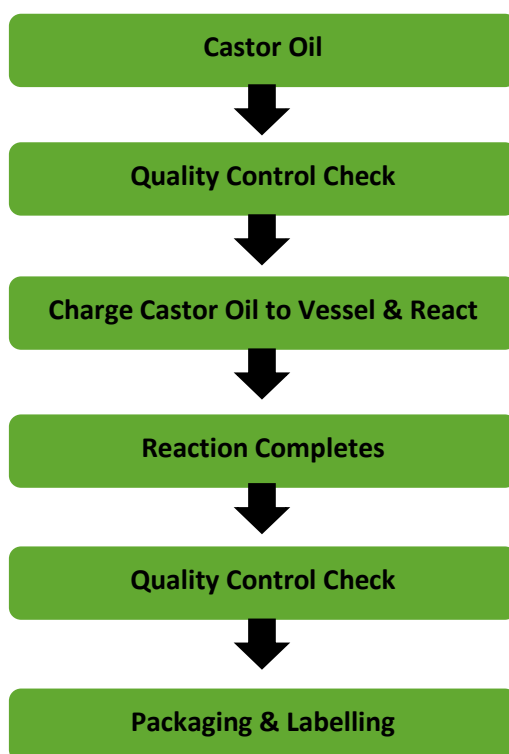 Castor Oil
Quality Control Check
Charge Castor Oil to Vessel & React
Reaction Completes
Quality Control Check
Packaging & Labelling